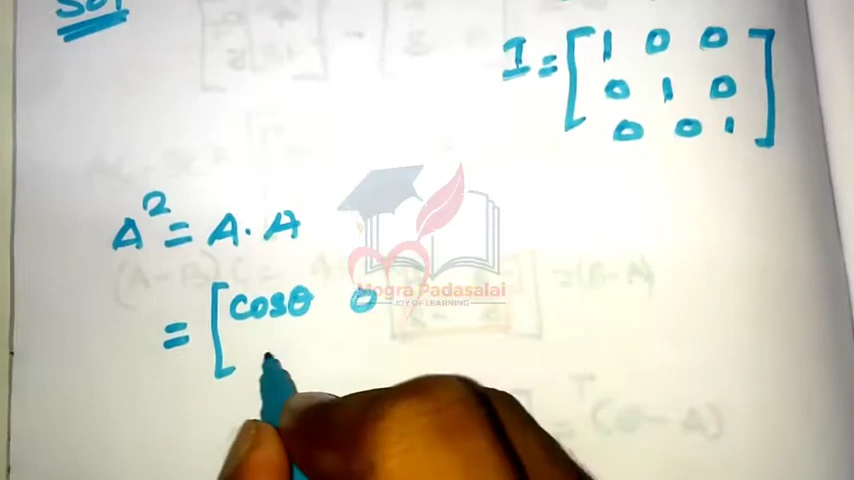 Sol
I = [1 0 0
0 1 0
0 0 1]
A² = A · A
= [cosθ 0
Mogra Padasalai
JOY OF LEARNING